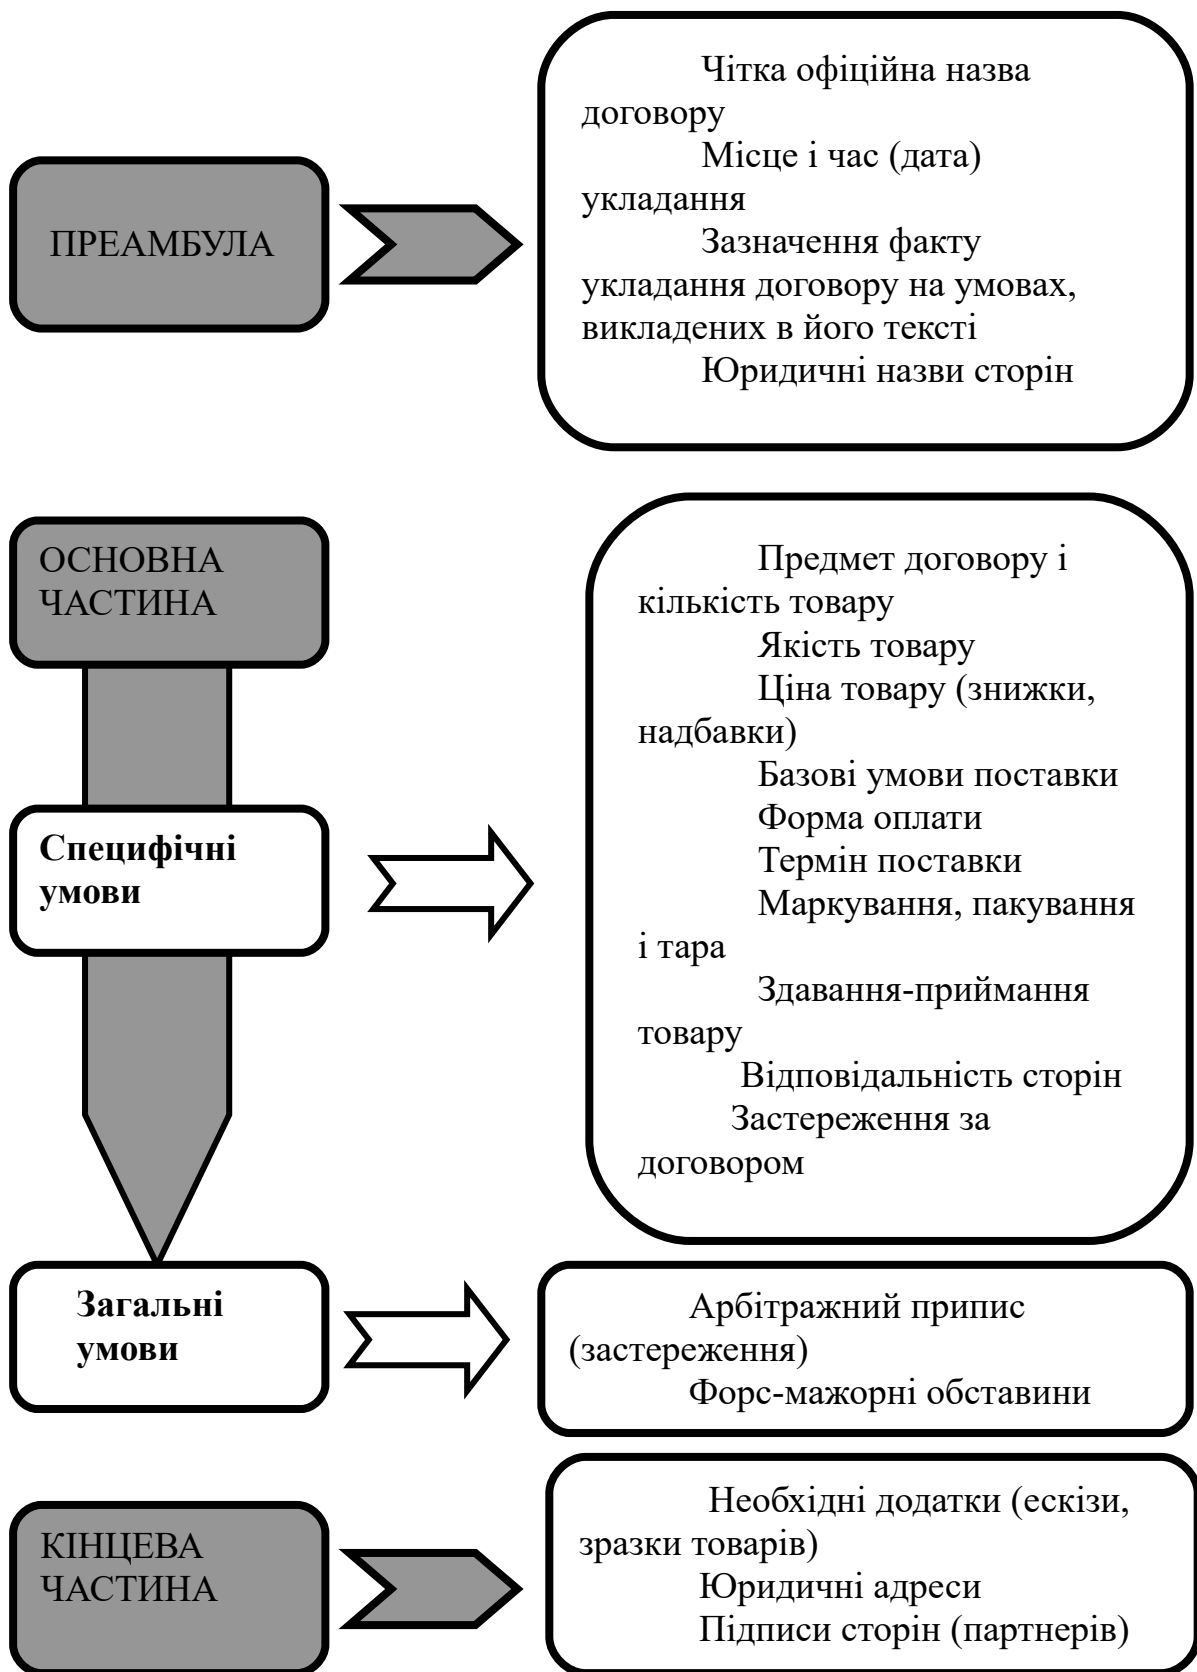 ПРЕАМБУЛА
Чітка офіційна назва
договору
Місце і час (дата)
укладання
Зазначення факту
укладання договору на умовах,
викладених в його тексті
Юридичні назви сторін
ОСНОВНА
ЧАСТИНА
Специфічні
умови
Предмет договору і
кількість товару
Якість товару
Ціна товару (знижки,
надбавки)
Базові умови поставки
Форма оплати
Термін поставки
Маркування, пакування
і тара
Здавання-приймання
товару
Відповідальність сторін
Застереження за
договором
Загальні
умови
Арбітражний припис
(застереження)
Форс-мажорні обставини
КІНЦЕВА
ЧАСТИНА
Необхідні додатки (ескізи,
зразки товарів)
Юридичні адреси
Підписи сторін (партнерів)